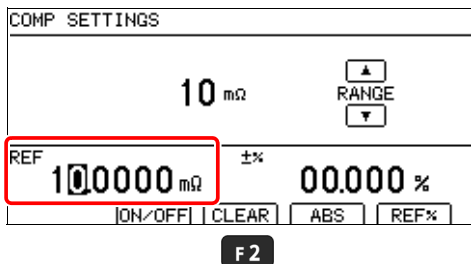 COMP SETTINGS
10 mΩ
▲
RANGE
▼
REF
10.0000 mΩ
±%
00.000 %
ON/OFF CLEAR ABS REF%
F2